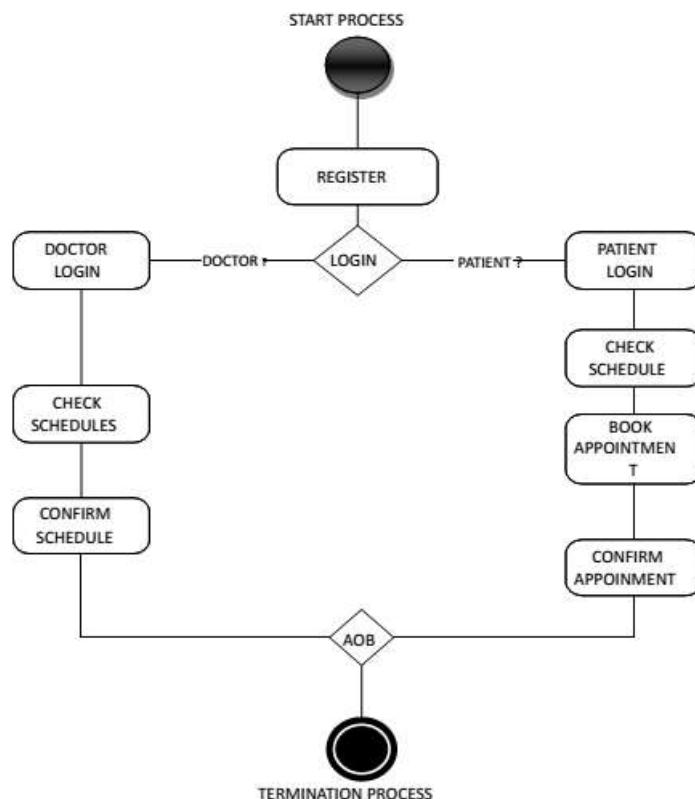 START PROCESS
REGISTER
DOCTOR
LOGIN
DOCTOR ?
LOGIN
PATIENT ?
PATIENT
LOGIN
CHECK
SCHEDULE
CHECK
SCHEDULES
BOOK
APPOINTMEN
T
CONFIRM
SCHEDULE
CONFIRM
APPOINMENT
AOB
TERMINATION PROCESS